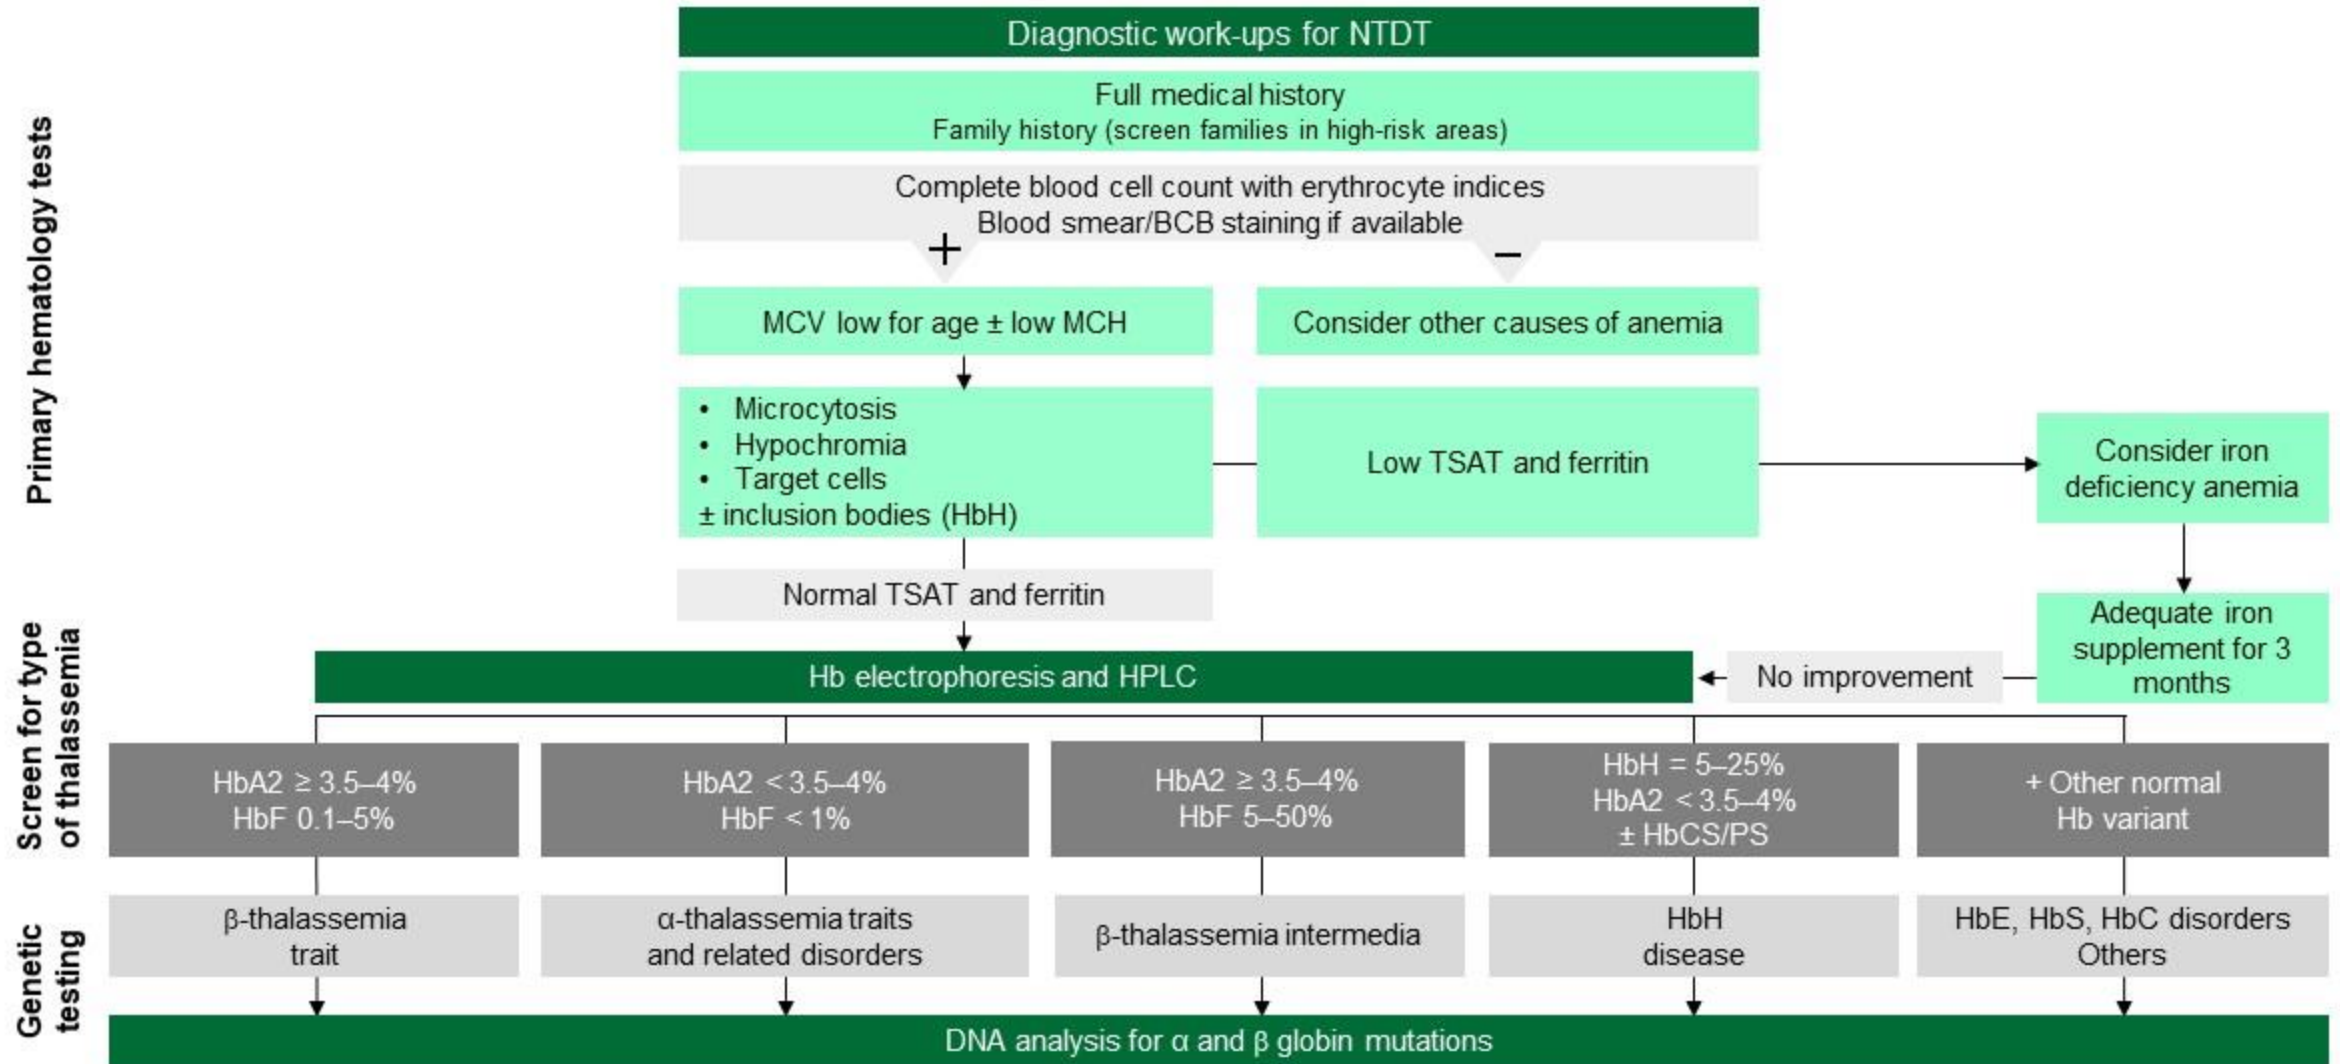 Diagnostic work-ups for NTDT
Primary hematology tests
Full medical history
Family history (screen families in high-risk areas)
Complete blood cell count with erythrocyte indices
Blood smear/BCB staining if available
+
−
MCV low for age ± low MCH
Consider other causes of anemia
• Microcytosis
• Hypochromia
• Target cells
± inclusion bodies (HbH)
Low TSAT and ferritin
Consider iron
deficiency anemia
Normal TSAT and ferritin
Adequate iron
supplement for 3
months
No improvement
Screen for type
of thalassemia
Hb electrophoresis and HPLC
HbA2 ≥ 3.5–4%
HbF 0.1–5%
HbA2 < 3.5–4%
HbF < 1%
HbA2 ≥ 3.5–4%
HbF 5–50%
HbH = 5–25%
HbA2 < 3.5–4%
± HbCS/PS
+ Other normal
Hb variant
Genetic
testing
β-thalassemia
trait
α-thalassemia traits
and related disorders
β-thalassemia intermedia
HbH
disease
HbE, HbS, HbC disorders
Others
DNA analysis for α and β globin mutations